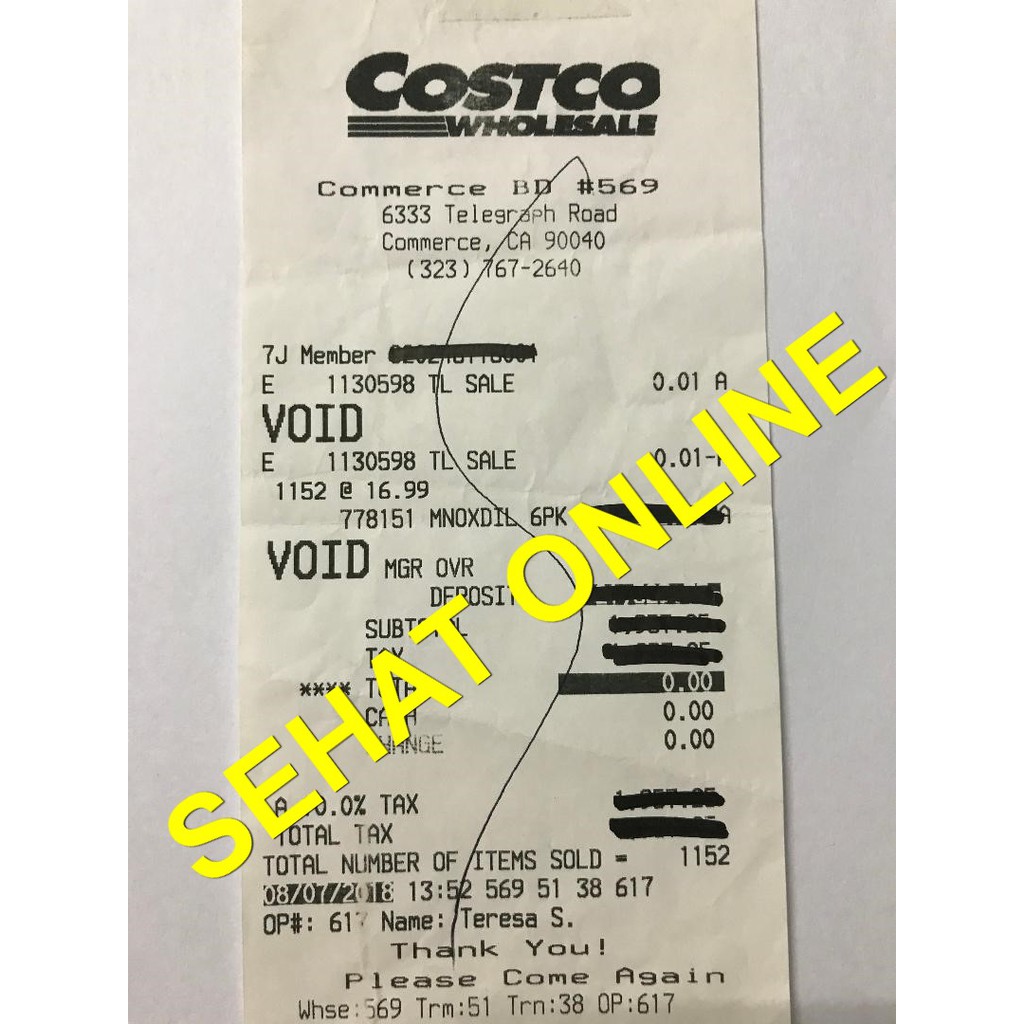 COSTCO
WHOLESALE
Commerce BD #569
6333 Telegraph Road
Commerce, CA 90040
(323) 767-2640
7J Member
E 1130598 TL SALE 0.01 A
VOID
E 1130598 TL SALE 0.01-
1152 @ 16.99
778151 MNOXDIL 6PK A
VOID MGR OVR
DEPOSIT
SUBTOTAL
TAX
**** TOTAL 0.00
CASH 0.00
CHANGE 0.00
A 10.0% TAX
TOTAL TAX
TOTAL NUMBER OF ITEMS SOLD = 1152
08/07/2018 13:52 569 51 38 617
OP#: 617 Name: Teresa S.
Thank You!
Please Come Again
Whse:569 Trm:51 Trn:38 OP:617
SEHAT ONLINE